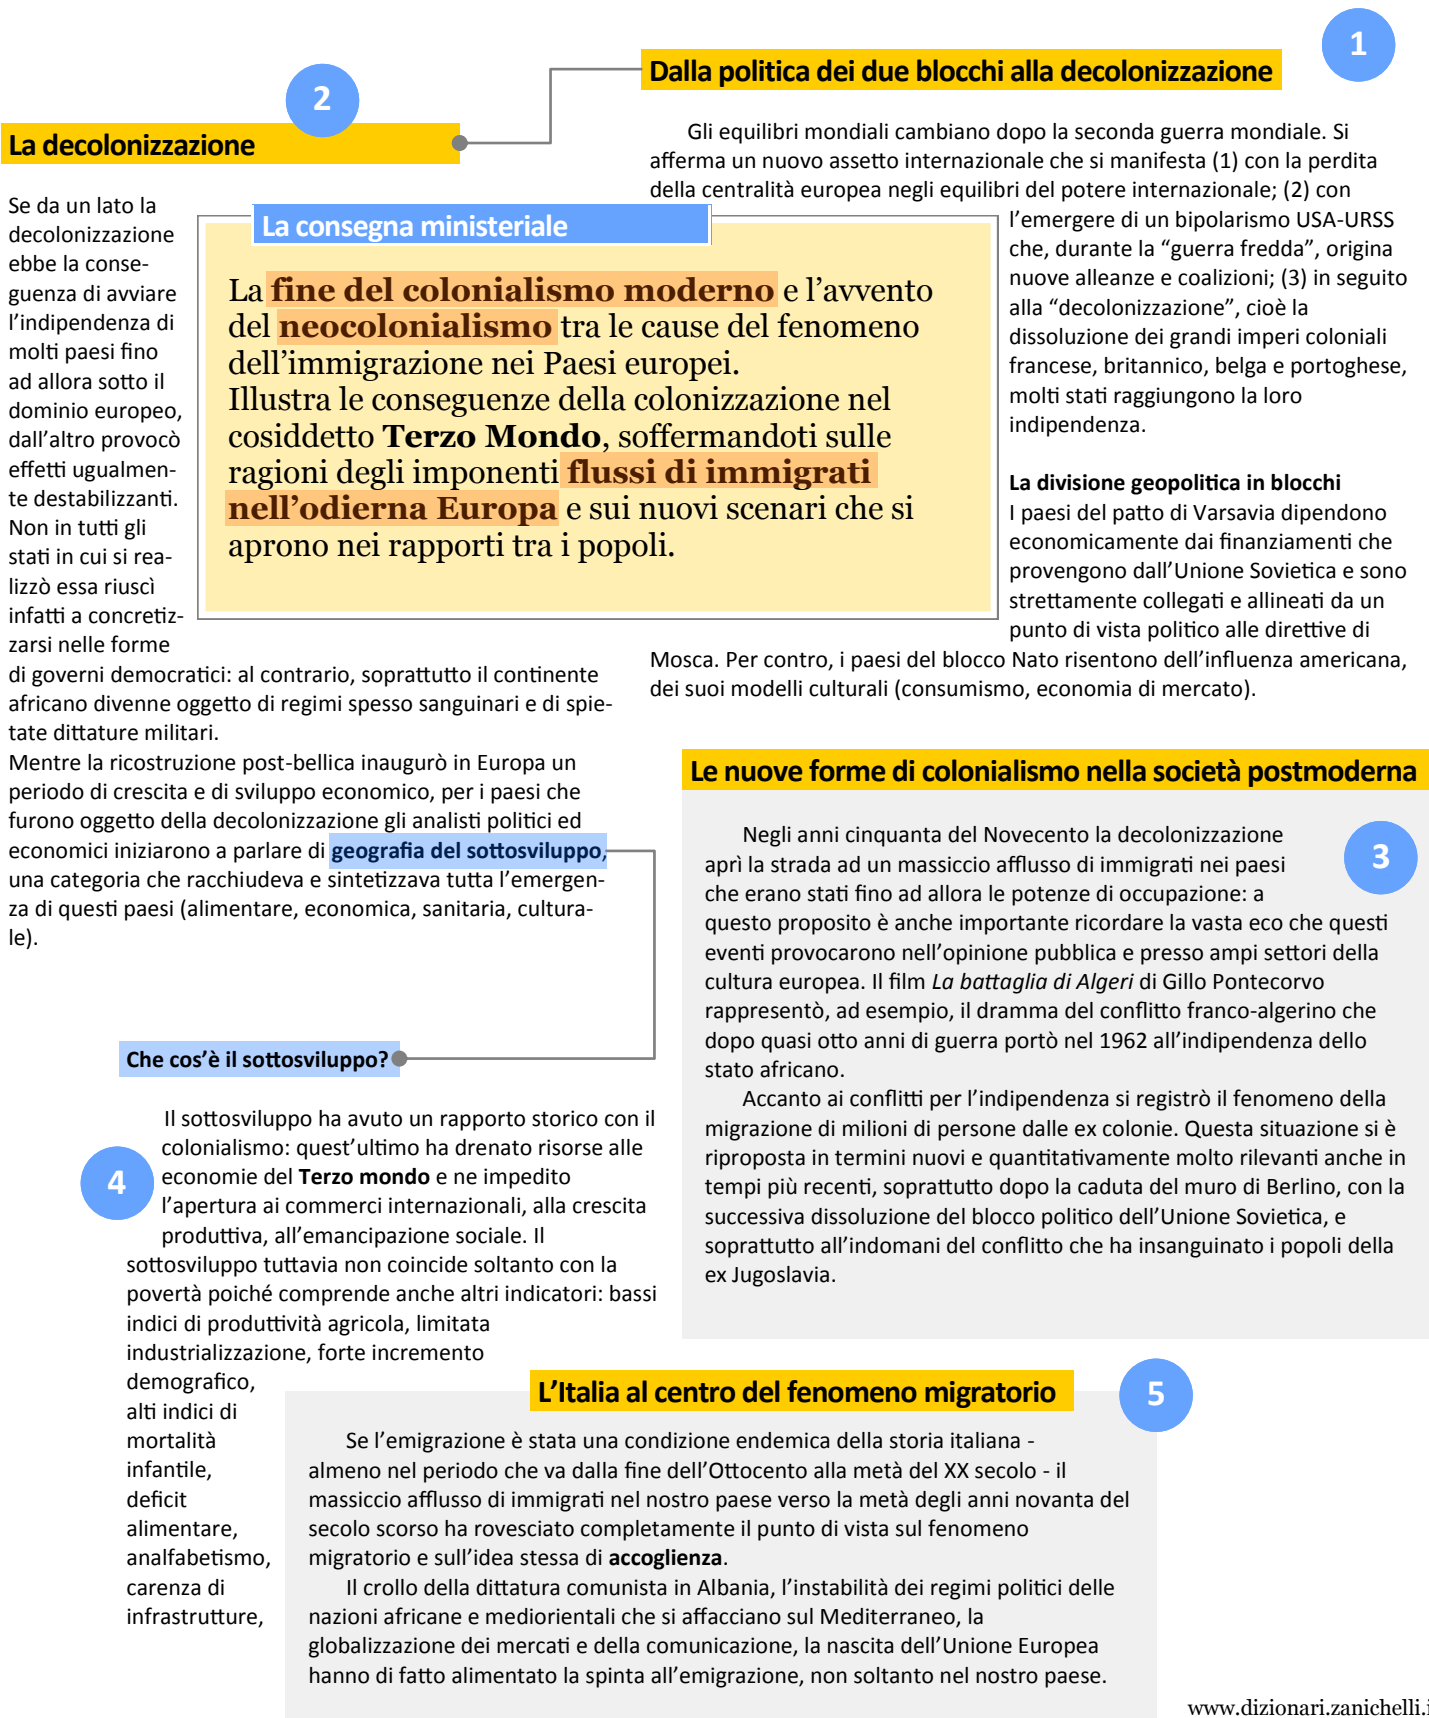 1
Dalla politica dei due blocchi alla decolonizzazione
Gli equilibri mondiali cambiano dopo la seconda guerra mondiale. Si
afferma un nuovo assetto internazionale che si manifesta (1) con la perdita
della centralità europea negli equilibri del potere internazionale; (2) con
l'emergere di un bipolarismo USA-URSS
che, durante la "guerra fredda", origina
nuove alleanze e coalizioni; (3) in seguito
alla "decolonizzazione", cioè la
dissoluzione dei grandi imperi coloniali
francese, britannico, belga e portoghese,
molti stati raggiungono la loro
indipendenza.
La divisione geopolitica in blocchi
I paesi del patto di Varsavia dipendono
economicamente dai finanziamenti che
provengono dall'Unione Sovietica e sono
strettamente collegati e allineati da un
punto di vista politico alle direttive di
Mosca. Per contro, i paesi del blocco Nato risentono dell'influenza americana,
dei suoi modelli culturali (consumismo, economia di mercato).
La consegna ministeriale
La fine del colonialismo moderno e l'avvento
del neocolonialismo tra le cause del fenomeno
dell'immigrazione nei Paesi europei.
Illustra le conseguenze della colonizzazione nel
cosiddetto Terzo Mondo, soffermandoti sulle
ragioni degli imponenti flussi di immigrati
nell'odierna Europa e sui nuovi scenari che si
aprono nei rapporti tra i popoli.
2
La decolonizzazione
Se da un lato la
decolonizzazione
ebbe la conse-
guenza di avviare
l'indipendenza di
molti paesi fino
ad allora sotto il
dominio europeo,
dall'altro provocò
effetti ugualmen-
te destabilizzanti.
Non in tutti gli
stati in cui si rea-
lizzò essa riuscì
infatti a concretiz-
zarsi nelle forme
di governi democratici: al contrario, soprattutto il continente
africano divenne oggetto di regimi spesso sanguinari e di spie-
tate dittature militari.
Mentre la ricostruzione post-bellica inaugurò in Europa un
periodo di crescita e di sviluppo economico, per i paesi che
furono oggetto della decolonizzazione gli analisti politici ed
economici iniziarono a parlare di geografia del sottosviluppo,
una categoria che racchiudeva e sintetizzava tutta l'emergen-
za di questi paesi (alimentare, economica, sanitaria, cultura-
le).
Le nuove forme di colonialismo nella società postmoderna
3
Negli anni cinquanta del Novecento la decolonizzazione
aprì la strada ad un massiccio afflusso di immigrati nei paesi
che erano stati fino ad allora le potenze di occupazione: a
questo proposito è anche importante ricordare la vasta eco che questi
eventi provocarono nell'opinione pubblica e presso ampi settori della
cultura europea. Il film La battaglia di Algeri di Gillo Pontecorvo
rappresentò, ad esempio, il dramma del conflitto franco-algerino che
dopo quasi otto anni di guerra portò nel 1962 all'indipendenza dello
stato africano.
Accanto ai conflitti per l'indipendenza si registrò il fenomeno della
migrazione di milioni di persone dalle ex colonie. Questa situazione si è
riproposta in termini nuovi e quantitativamente molto rilevanti anche in
tempi più recenti, soprattutto dopo la caduta del muro di Berlino, con la
successiva dissoluzione del blocco politico dell'Unione Sovietica, e
soprattutto all'indomani del conflitto che ha insanguinato i popoli della
ex Jugoslavia.
Che cos'è il sottosviluppo?
4
Il sottosviluppo ha avuto un rapporto storico con il
colonialismo: quest'ultimo ha drenato risorse alle
economie del Terzo mondo e ne impedito
l'apertura ai commerci internazionali, alla crescita
produttiva, all'emancipazione sociale. Il
sottosviluppo tuttavia non coincide soltanto con la
povertà poiché comprende anche altri indicatori: bassi
indici di produttività agricola, limitata
industrializzazione, forte incremento
demografico,
alti indici di
mortalità
infantile,
deficit
alimentare,
analfabetismo,
carenza di
infrastrutture,
L'Italia al centro del fenomeno migratorio
5
Se l'emigrazione è stata una condizione endemica della storia italiana -
almeno nel periodo che va dalla fine dell'Ottocento alla metà del XX secolo - il
massiccio afflusso di immigrati nel nostro paese verso la metà degli anni novanta del
secolo scorso ha rovesciato completamente il punto di vista sul fenomeno
migratorio e sull'idea stessa di accoglienza.
Il crollo della dittatura comunista in Albania, l'instabilità dei regimi politici delle
nazioni africane e mediorientali che si affacciano sul Mediterraneo, la
globalizzazione dei mercati e della comunicazione, la nascita dell'Unione Europea
hanno di fatto alimentato la spinta all'emigrazione, non soltanto nel nostro paese.
www.dizionari.zanichelli.i